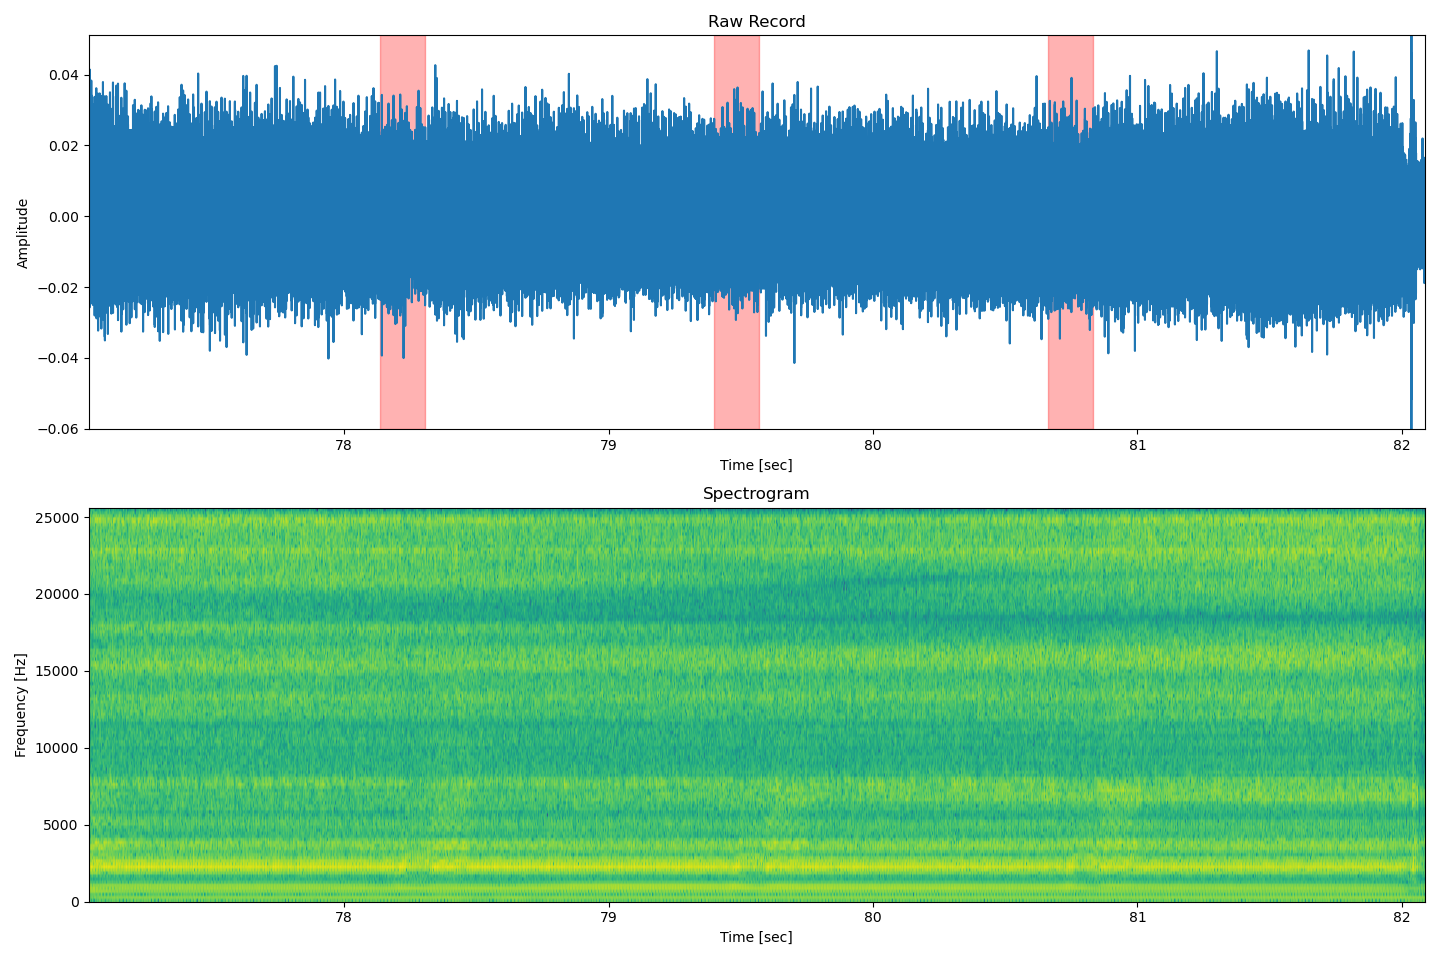 Raw Record
0.04
0.02
0.00
−0.02
−0.04
−0.06
Amplitude
78 79 80 81 82
Time [sec]
Spectrogram
25000
20000
15000
10000
5000
0
Frequency [Hz]
78 79 80 81 82
Time [sec]